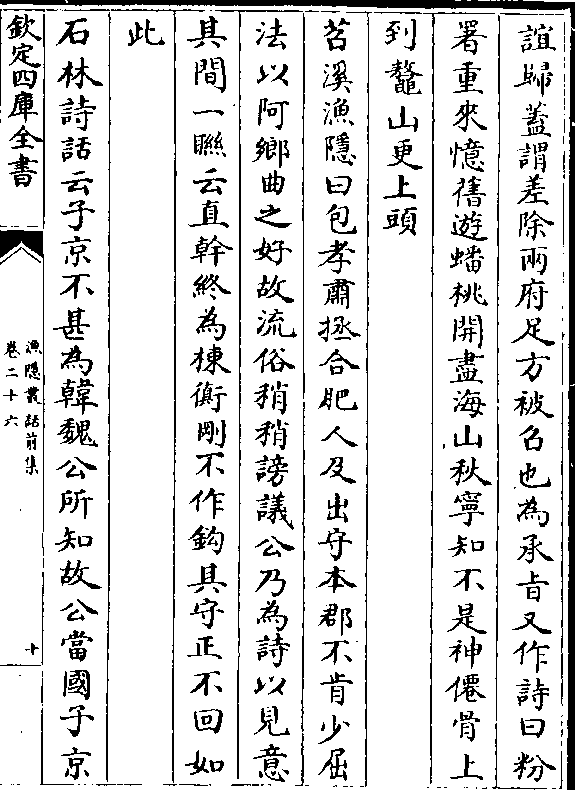 誼歸蓋謂差除兩府足方被召也為承旨又作詩曰粉
署重來憶舊遊蟠桃開盡海山秋寧知不是神僊骨上
到鼇山更上頭
苕溪漁隱曰包孝肅拯合肥人及出守本郡不肯少屈
法以阿鄉曲之好故流俗稍稍謗議公乃為詩以見意
其間一聯云直幹終為棟衡剛不作鈎其守正不回如
此
石林詩話云子京不甚為韓魏公所知故公當國子京
欽定四庫全書
漁隱叢話前集
卷二十六
十